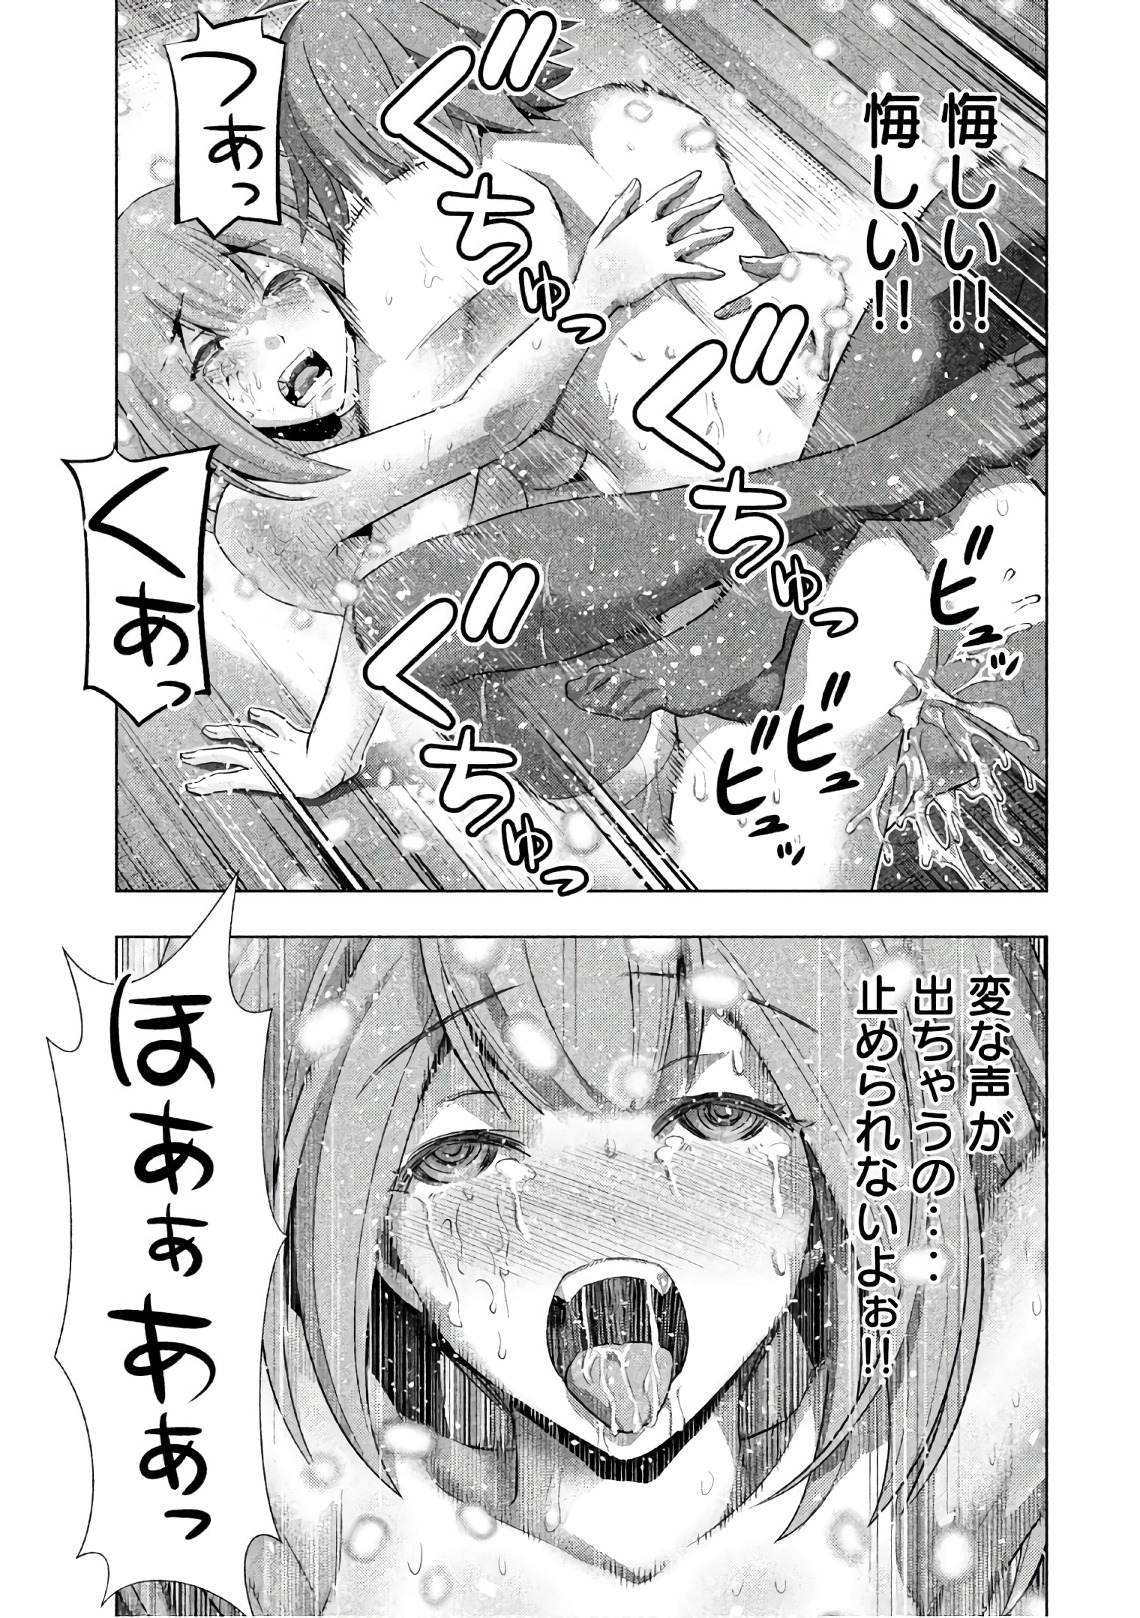 悔しい!!
悔しい!!
ぐちゅっ
つあっ
ぐちゅっ
くあっ
ぐちゅっ
ビュッ
ビュ
ビュッ
変な声が
出ちゃうの‥‥
止められないよぉ!!
ほあぁあぁっ